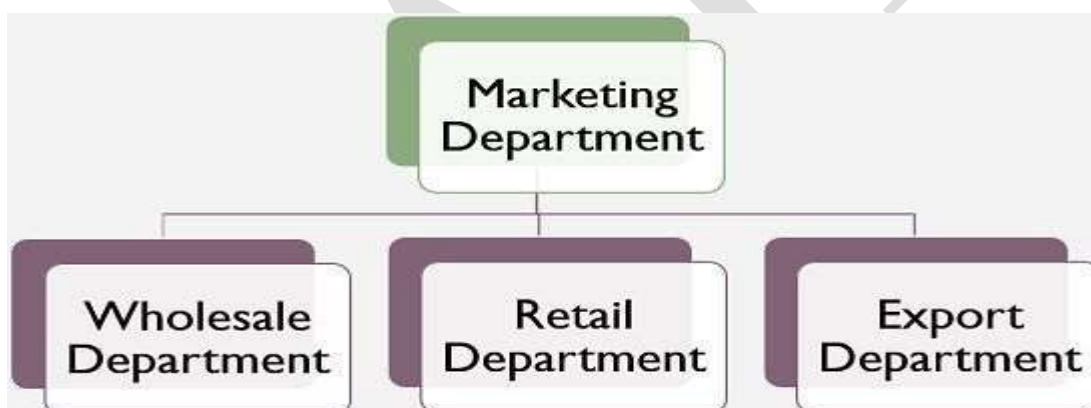 Marketing
Department
Wholesale
Department
Retail
Department
Export
Department